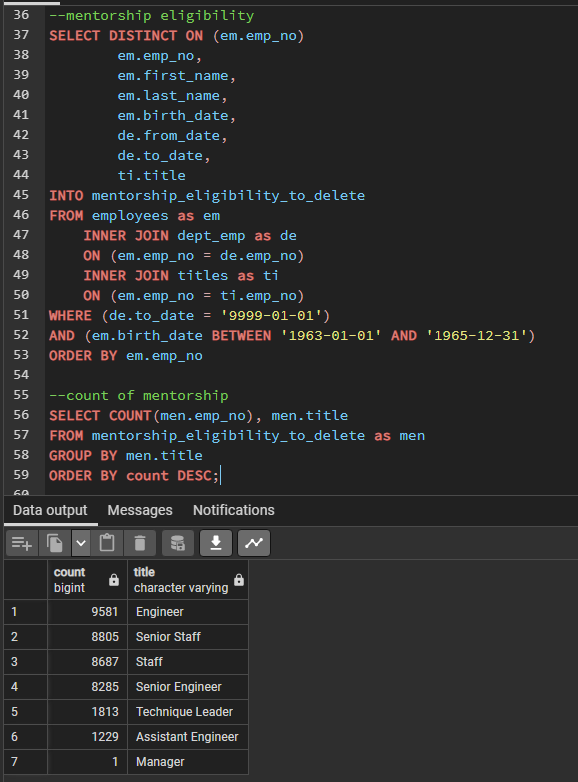 36 --mentorship eligibility
37 SELECT DISTINCT ON (em.emp_no)
38 em.emp_no,
39 em.first_name,
40 em.last_name,
41 em.birth_date,
42 de.from_date,
43 de.to_date,
44 ti.title
45 INTO mentorship_eligibility_to_delete
46 FROM employees as em
47 INNER JOIN dept_emp as de
48 ON (em.emp_no = de.emp_no)
49 INNER JOIN titles as ti
50 ON (em.emp_no = ti.emp_no)
51 WHERE (de.to_date = '9999-01-01')
52 AND (em.birth_date BETWEEN '1963-01-01' AND '1965-12-31')
53 ORDER BY em.emp_no
54
55 --count of mentorship
56 SELECT COUNT(men.emp_no), men.title
57 FROM mentorship_eligibility_to_delete as men
58 GROUP BY men.title
59 ORDER BY count DESC;
60
Data output Messages Notifications
count title
bigint character varying
1 9581 Engineer
2 8805 Senior Staff
3 8687 Staff
4 8285 Senior Engineer
5 1813 Technique Leader
6 1229 Assistant Engineer
7 1 Manager